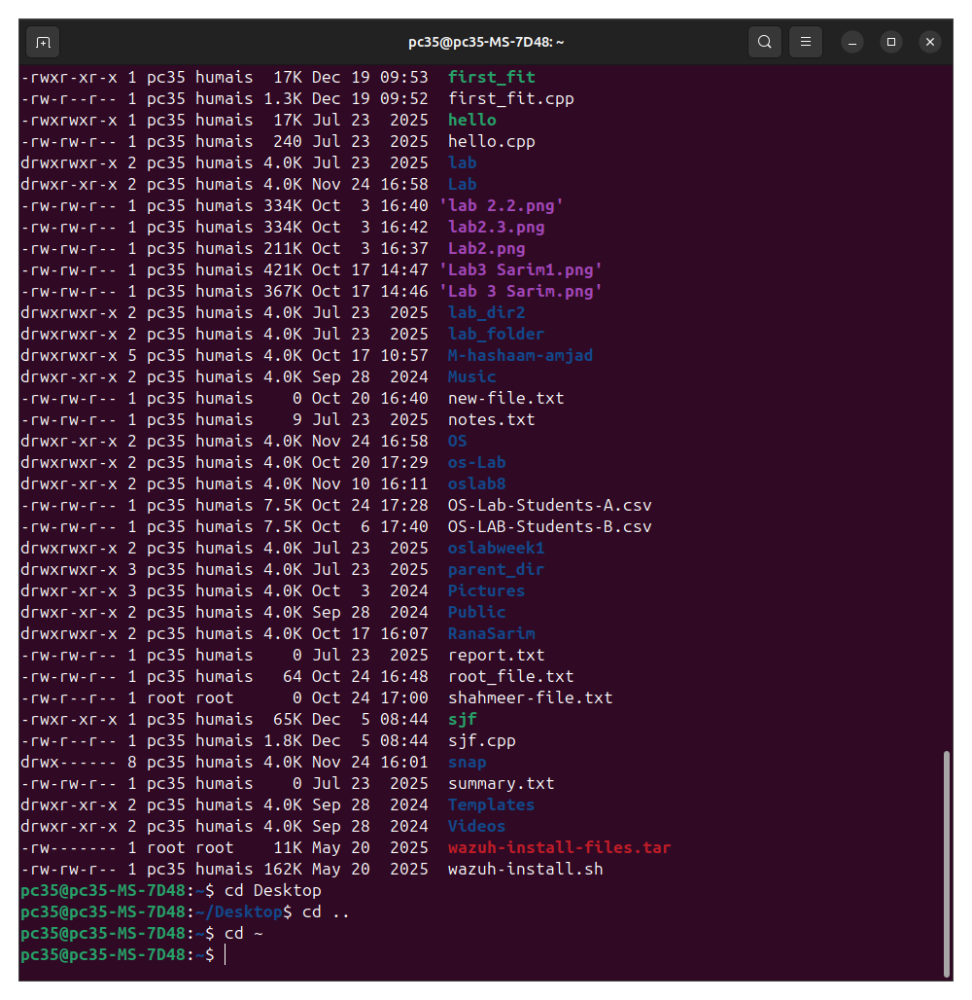 pc35@pc35-MS-7D48: ~
-rwxr-xr-x 1 pc35 humais  17K Dec 19 09:53  first_fit
-rw-r--r-- 1 pc35 humais 1.3K Dec 19 09:52  first_fit.cpp
-rwxrwxr-x 1 pc35 humais  17K Jul 23  2025  hello
-rw-rw-r-- 1 pc35 humais  240 Jul 23  2025  hello.cpp
drwxrwxr-x 2 pc35 humais 4.0K Jul 23  2025  lab
drwxr-xr-x 2 pc35 humais 4.0K Nov 24 16:58  Lab
-rw-rw-r-- 1 pc35 humais 334K Oct  3 16:40 'lab 2.2.png'
-rw-rw-r-- 1 pc35 humais 334K Oct  3 16:42  lab2.3.png
-rw-rw-r-- 1 pc35 humais 211K Oct  3 16:37  Lab2.png
-rw-rw-r-- 1 pc35 humais 421K Oct 17 14:47 'Lab3 Sarim1.png'
-rw-rw-r-- 1 pc35 humais 367K Oct 17 14:46 'Lab 3 Sarim.png'
drwxrwxr-x 2 pc35 humais 4.0K Jul 23  2025  lab_dir2
drwxrwxr-x 2 pc35 humais 4.0K Jul 23  2025  lab_folder
drwxrwxr-x 5 pc35 humais 4.0K Oct 17 10:57  M-hashaam-amjad
drwxr-xr-x 2 pc35 humais 4.0K Sep 28  2024  Music
-rw-rw-r-- 1 pc35 humais    0 Oct 20 16:40  new-file.txt
-rw-rw-r-- 1 pc35 humais    9 Jul 23  2025  notes.txt
drwxr-xr-x 2 pc35 humais 4.0K Nov 24 16:58  OS
drwxrwxr-x 2 pc35 humais 4.0K Oct 20 17:29  os-Lab
drwxr-xr-x 2 pc35 humais 4.0K Nov 10 16:11  oslab8
-rw-rw-r-- 1 pc35 humais 7.5K Oct 24 17:28  OS-Lab-Students-A.csv
-rw-rw-r-- 1 pc35 humais 7.5K Oct  6 17:40  OS-LAB-Students-B.csv
drwxrwxr-x 2 pc35 humais 4.0K Jul 23  2025  oslabweek1
drwxrwxr-x 3 pc35 humais 4.0K Jul 23  2025  parent_dir
drwxr-xr-x 3 pc35 humais 4.0K Oct  3  2024  Pictures
drwxr-xr-x 2 pc35 humais 4.0K Sep 28  2024  Public
drwxrwxr-x 2 pc35 humais 4.0K Oct 17 16:07  RanaSarim
-rw-rw-r-- 1 pc35 humais    0 Jul 23  2025  report.txt
-rw-rw-r-- 1 pc35 humais   64 Oct 24 16:48  root_file.txt
-rw-r--r-- 1 root root      0 Oct 24 17:00  shahmeer-file.txt
-rwxr-xr-x 1 pc35 humais  65K Dec  5 08:44  sjf
-rw-r--r-- 1 pc35 humais 1.8K Dec  5 08:44  sjf.cpp
drwx------ 8 pc35 humais 4.0K Nov 24 16:01  snap
-rw-rw-r-- 1 pc35 humais    0 Jul 23  2025  summary.txt
drwxr-xr-x 2 pc35 humais 4.0K Sep 28  2024  Templates
drwxr-xr-x 2 pc35 humais 4.0K Sep 28  2024  Videos
-rw------- 1 root root    11K May 20  2025  wazuh-install-files.tar
-rw-rw-r-- 1 pc35 humais 162K May 20  2025  wazuh-install.sh
pc35@pc35-MS-7D48:~$ cd Desktop
pc35@pc35-MS-7D48:~/Desktop$ cd ..
pc35@pc35-MS-7D48:~$ cd ~
pc35@pc35-MS-7D48:~$